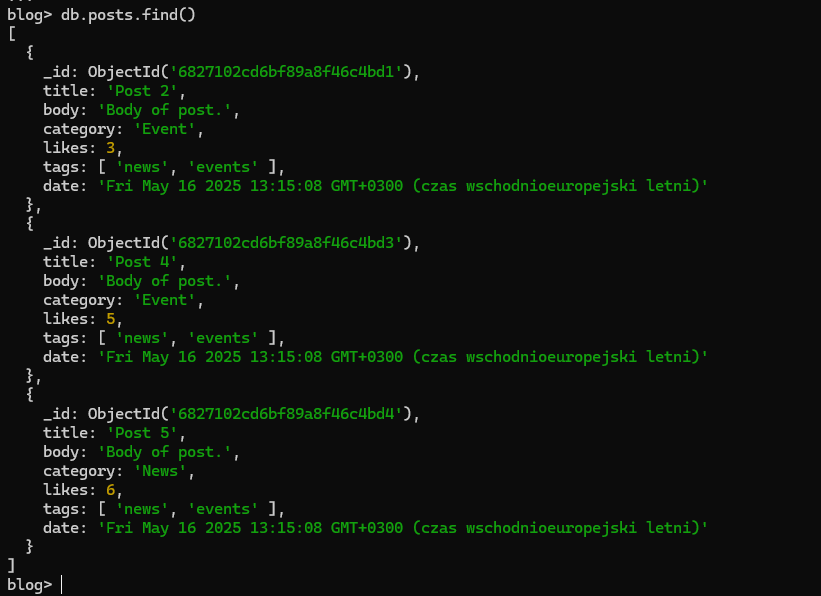 blog> db.posts.find()
[
  {
    _id: ObjectId('6827102cd6bf89a8f46c4bd1'),
    title: 'Post 2',
    body: 'Body of post.',
    category: 'Event',
    likes: 3,
    tags: [ 'news', 'events' ],
    date: 'Fri May 16 2025 13:15:08 GMT+0300 (czas wschodnioeuropejski letni)'
  },
  {
    _id: ObjectId('6827102cd6bf89a8f46c4bd3'),
    title: 'Post 4',
    body: 'Body of post.',
    category: 'Event',
    likes: 5,
    tags: [ 'news', 'events' ],
    date: 'Fri May 16 2025 13:15:08 GMT+0300 (czas wschodnioeuropejski letni)'
  },
  {
    _id: ObjectId('6827102cd6bf89a8f46c4bd4'),
    title: 'Post 5',
    body: 'Body of post.',
    category: 'News',
    likes: 6,
    tags: [ 'news', 'events' ],
    date: 'Fri May 16 2025 13:15:08 GMT+0300 (czas wschodnioeuropejski letni)'
  }
]
blog>